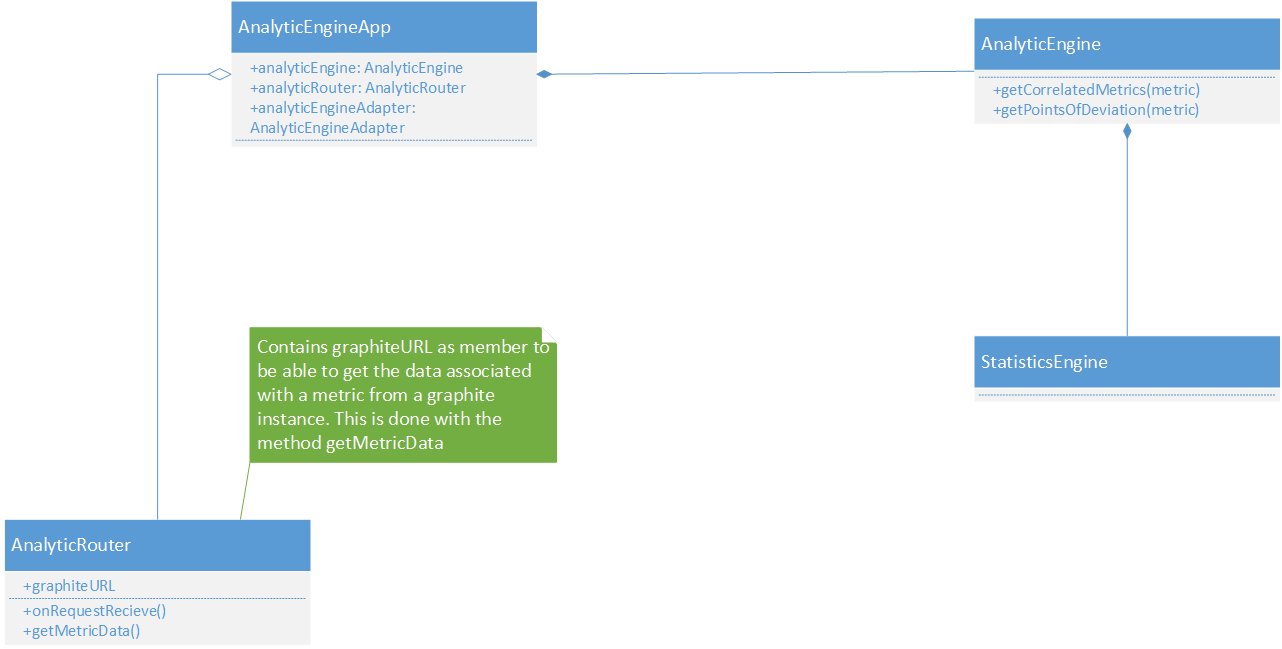 AnalyticEngineApp
+analyticEngine: AnalyticEngine
+analyticRouter: AnalyticRouter
+analyticEngineAdapter:
AnalyticEngineAdapter
AnalyticEngine
+getCorrelatedMetrics(metric)
+getPointsOfDeviation(metric)
Contains graphiteURL as member to
be able to get the data associated
with a metric from a graphite
instance. This is done with the
method getMetricData
StatisticsEngine
AnalyticRouter
+graphiteURL
+onRequestRecieve()
+getMetricData()